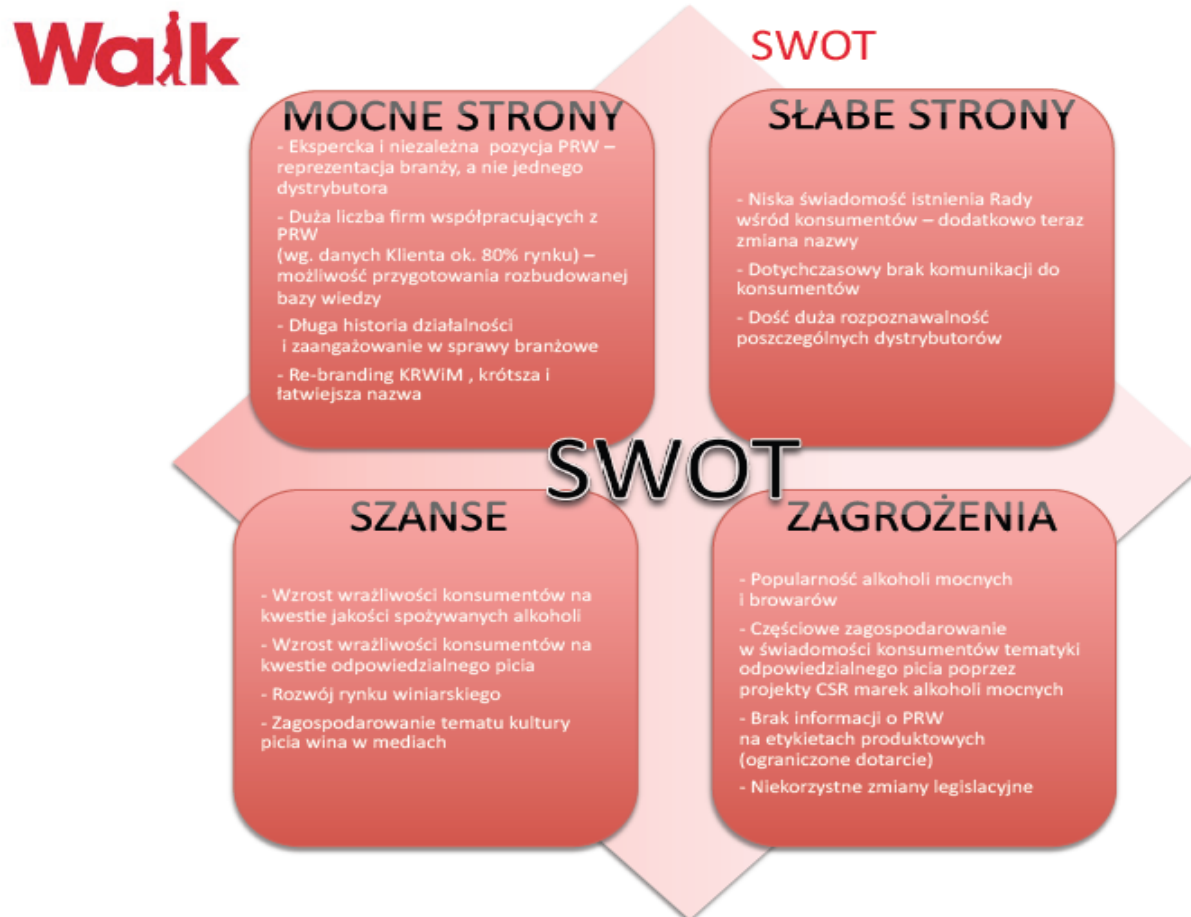 Walk
SWOT
MOCNE STRONY
- Ekspercka i niezależna pozycja PRW –
reprezentacja branży, a nie jednego
dystrybutora
- Duża liczba firm współpracujących z
PRW
(wg. danych Klienta ok. 80% rynku) –
możliwość przygotowania rozbudowanej
bazy wiedzy
- Długa historia działalności
i zaangażowanie w sprawy branżowe
- Re-branding KRWiM , krótsza i
łatwiejsza nazwa
SŁABE STRONY
- Niska świadomość istnienia Rady
wśród konsumentów – dodatkowo teraz
zmiana nazwy
- Dotychczasowy brak komunikacji do
konsumentów
- Dość duża rozpoznawalność
poszczególnych dystrybutorów
SWOT
SZANSE
- Wzrost wrażliwości konsumentów na
kwestie jakości spożywanych alkoholi
- Wzrost wrażliwości konsumentów na
kwestie odpowiedzialnego picia
- Rozwój rynku winiarskiego
- Zagospodarowanie tematu kultury
picia wina w mediach
ZAGROŻENIA
- Popularność alkoholi mocnych
i browarów
- Częściowe zagospodarowanie
w świadomości konsumentów tematyki
odpowiedzialnego picia poprzez
projekty CSR marek alkoholi mocnych
- Brak informacji o PRW
na etykietach produktowych
(ograniczone dotarcie)
- Niekorzystne zmiany legislacyjne